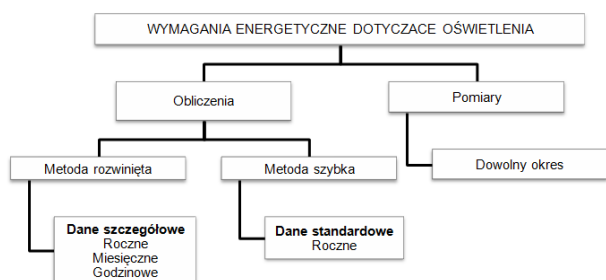 WYMAGANIA ENERGETYCZNE DOTYCZACE OŚWIETLENIA
Obliczenia
Pomiary
Metoda rozwinięta
Metoda szybka
Dowolny okres
Dane szczegółowe
Roczne
Miesięczne
Godzinowe
Dane standardowe
Roczne